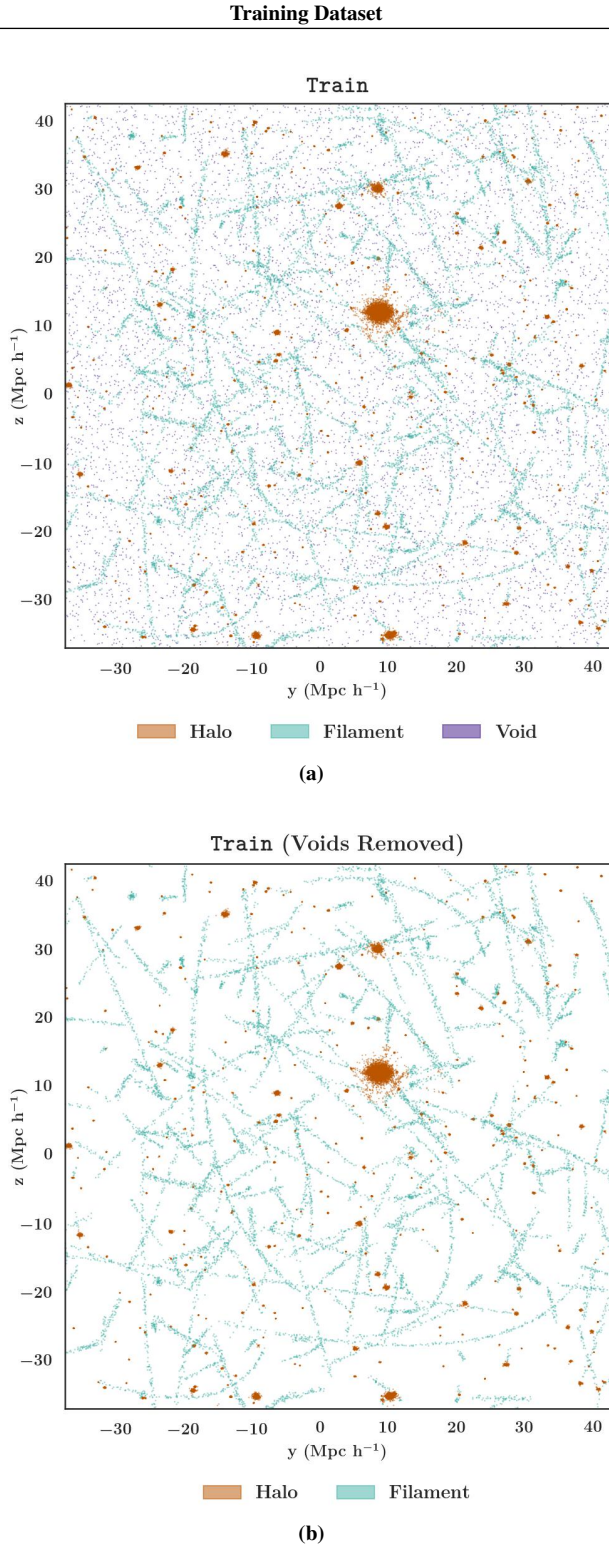 Training Dataset
Train
40
30
20
10
0
−10
−20
−30
z (Mpc h⁻¹)
−30 −20 −10 0 10 20 30 40
y (Mpc h⁻¹)
Halo Filament Void
(a)
Train (Voids Removed)
40
30
20
10
0
−10
−20
−30
z (Mpc h⁻¹)
−30 −20 −10 0 10 20 30 40
y (Mpc h⁻¹)
Halo Filament
(b)